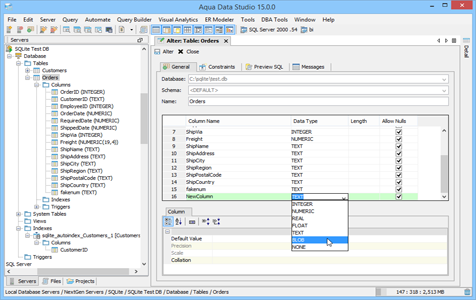 Aqua Data Studio 15.0.0
File Edit Server Automate Query Builder Visual Analytics ER Modeler Tools DBA Tools Window Help
SQL Server 2000 .54
bi
Servers
Alter: Table: Orders
Detail
SQLite Test DB
Database
Tables
Customers
Orders
Columns
OrderID (INTEGER)
CustomerID (TEXT)
EmployeeID (INTEGER)
OrderDate (NUMERIC)
RequiredDate (NUMERIC)
ShippedDate (NUMERIC)
ShipVia (INTEGER)
Freight (NUMERIC(19,4))
ShipName (TEXT)
ShipAddress (TEXT)
ShipCity (TEXT)
ShipRegion (TEXT)
ShipPostalCode (TEXT)
ShipCountry (TEXT)
fakenum (TEXT)
Indexes
Triggers
System Tables
Views
Indexes
sqlite_autoindex_Customers_1 (Customers)
Columns
CustomerID
Triggers
SQL Server
Servers Files Projects
Alter Close
General Constraints Preview SQL Messages
Database: C:\sqlite\test.db
Schema: <DEFAULT>
Name: Orders
Column Name Data Type Length Allow Nulls
7 ShipVia INTEGER
8 Freight NUMERIC
9 ShipName TEXT
10 ShipAddress TEXT
11 ShipCity TEXT
12 ShipRegion TEXT
13 ShipPostalCode TEXT
14 ShipCountry TEXT
15 fakenum TEXT
16 NewColumn TEXT
INTEGER
NUMERIC
REAL
FLOAT
TEXT
BLOB
NONE
Column
Default Value
Precision
Scale
Collation
Local Database Servers / NextGen Servers / SQLite / SQLite Test DB / Database / Tables / Orders
147 : 318 : 2,513 MB